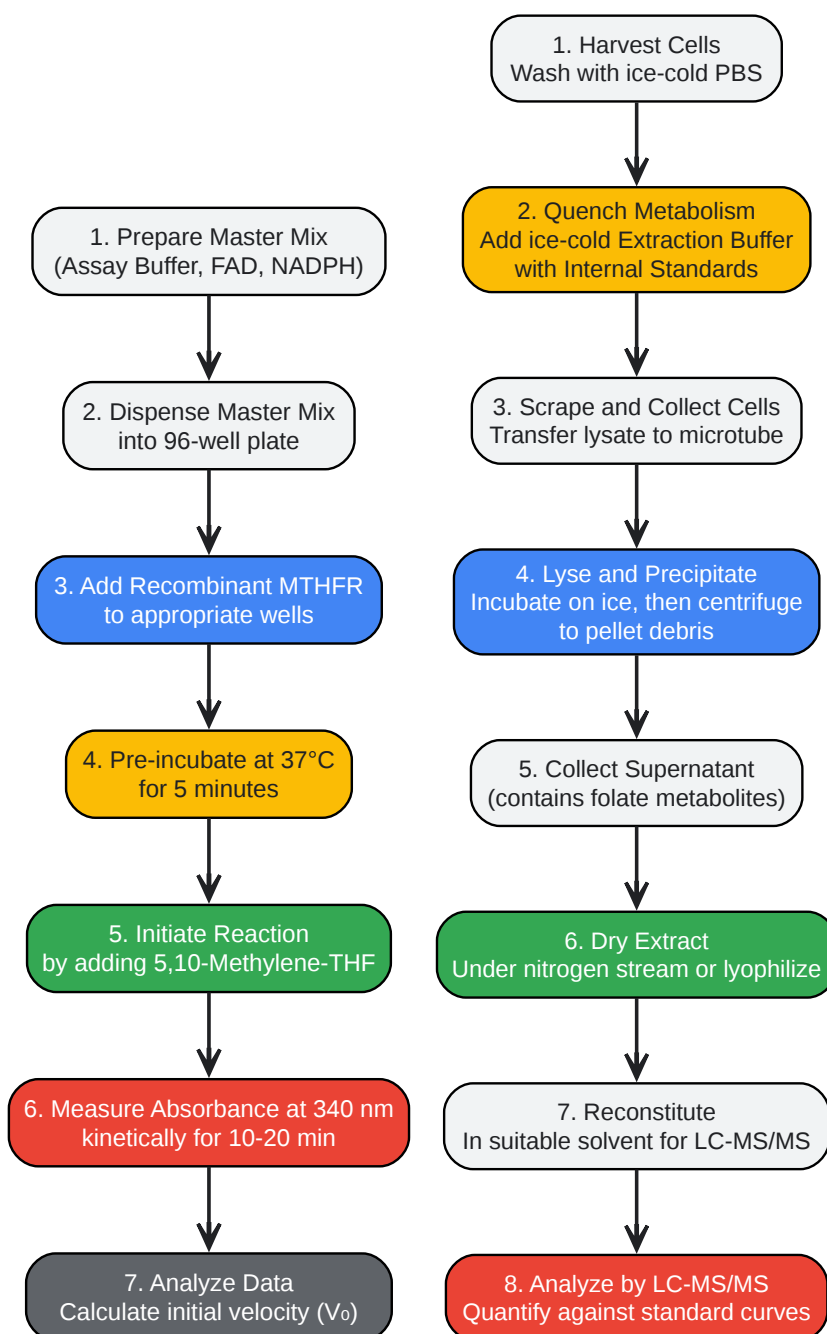 1. Prepare Master Mix
(Assay Buffer, FAD, NADPH)
2. Dispense Master Mix
into 96-well plate
3. Add Recombinant MTHFR
to appropriate wells
4. Pre-incubate at 37°C
for 5 minutes
5. Initiate Reaction
by adding 5,10-Methylene-THF
6. Measure Absorbance at 340 nm
kinetically for 10-20 min
7. Analyze Data
Calculate initial velocity (V₀)
1. Harvest Cells
Wash with ice-cold PBS
2. Quench Metabolism
Add ice-cold Extraction Buffer
with Internal Standards
3. Scrape and Collect Cells
Transfer lysate to microtube
4. Lyse and Precipitate
Incubate on ice, then centrifuge
to pellet debris
5. Collect Supernatant
(contains folate metabolites)
6. Dry Extract
Under nitrogen stream or lyophilize
7. Reconstitute
In suitable solvent for LC-MS/MS
8. Analyze by LC-MS/MS
Quantify against standard curves